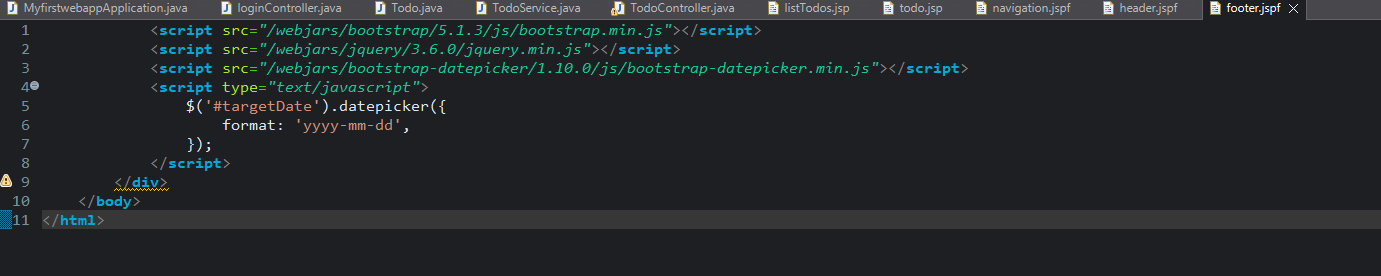 MyfirstwebappApplication.java loginController.java Todo.java TodoService.java TodoController.java listTodos.jsp todo.jsp navigation.jspf header.jspf footer.jspf
1 <script src="/webjars/bootstrap/5.1.3/js/bootstrap.min.js"></script>
2 <script src="/webjars/jquery/3.6.0/jquery.min.js"></script>
3 <script src="/webjars/bootstrap-datepicker/1.10.0/js/bootstrap-datepicker.min.js"></script>
4 <script type="text/javascript">
5 $('#targetDate').datepicker({
6 format: 'yyyy-mm-dd',
7 });
8 </script>
9 </div>
10 </body>
11 </html>